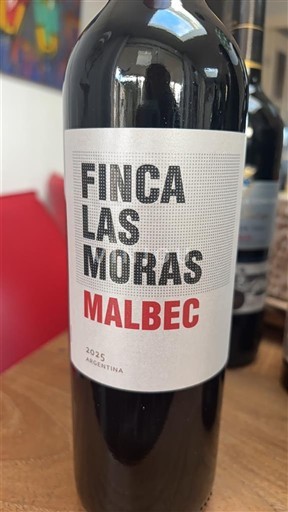 FINCA
LAS
MORAS
MALBEC
2025
ARGENTINA